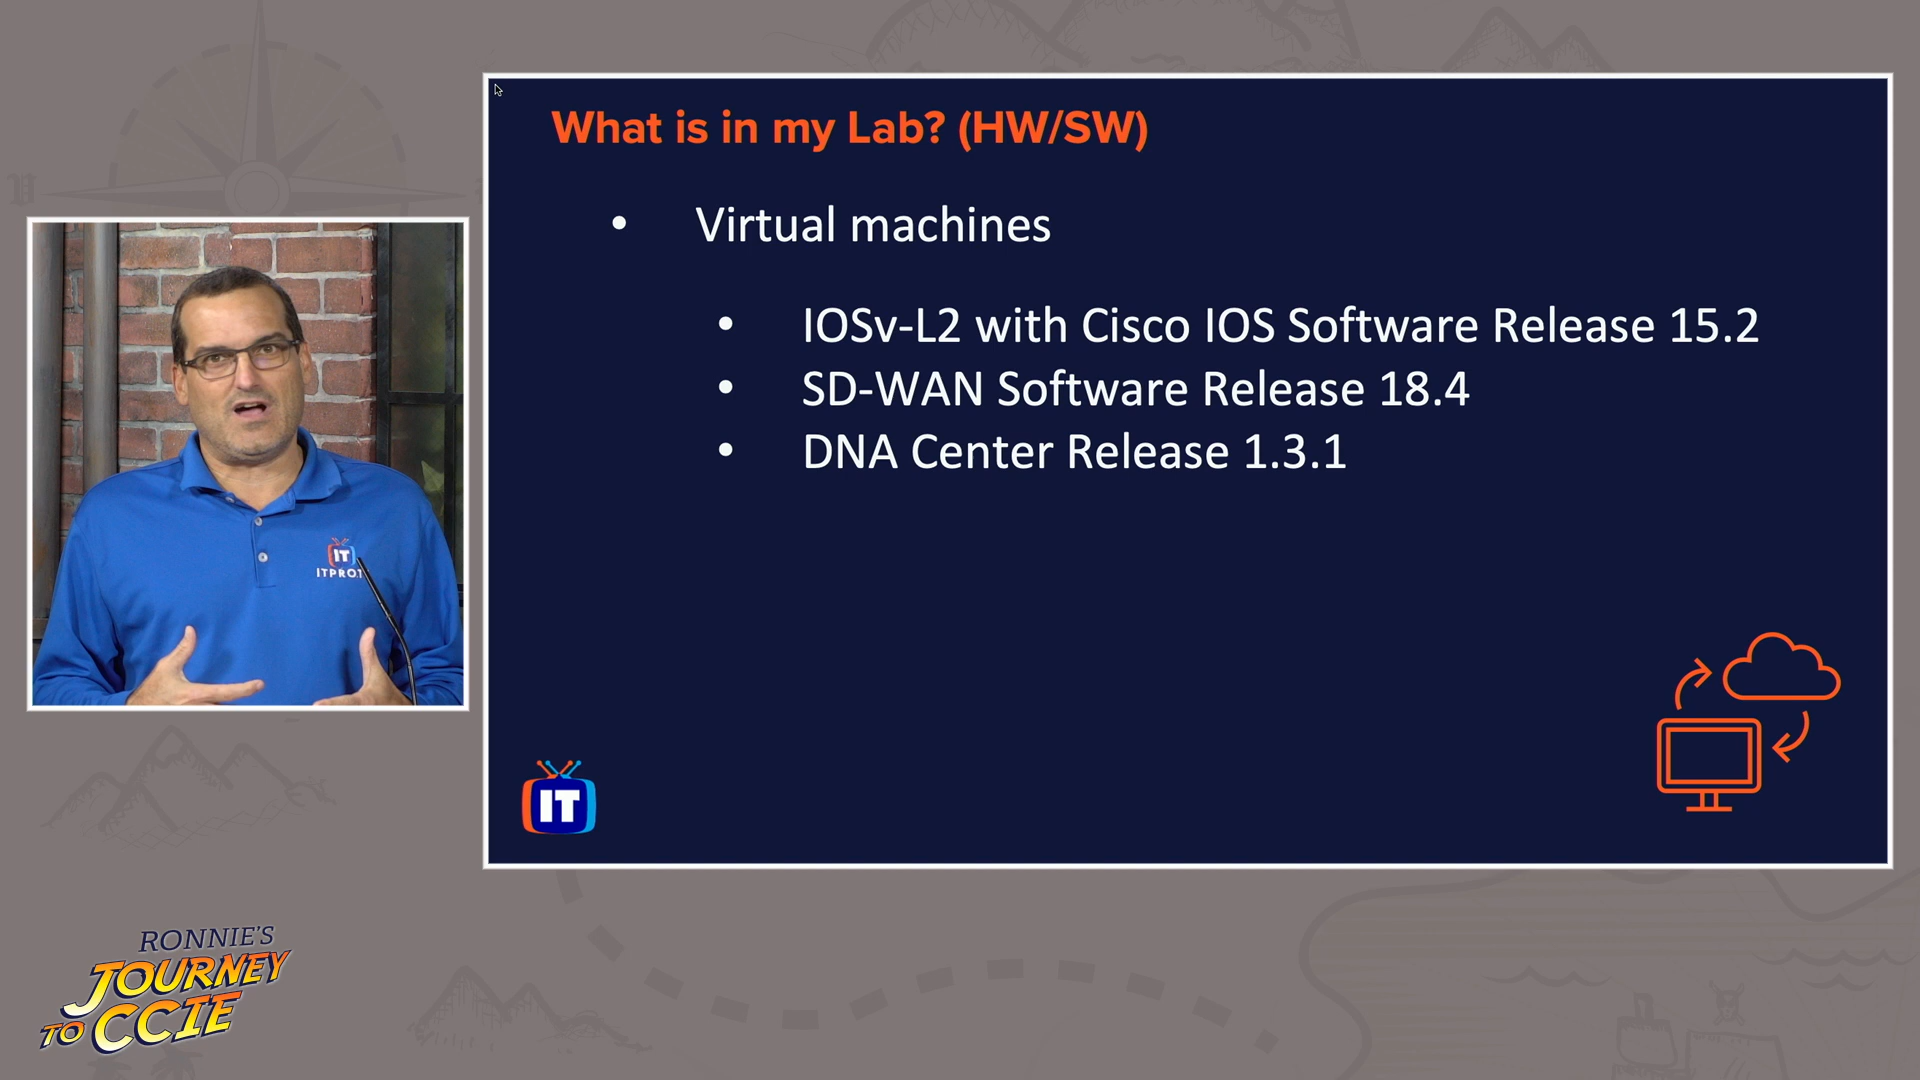 What is in my Lab? (HW/SW)
• Virtual machines
• IOSv-L2 with Cisco IOS Software Release 15.2
• SD-WAN Software Release 18.4
• DNA Center Release 1.3.1
IT
ITPRO.T
IT
RONNIE'S
JOURNEY
TO CCIE